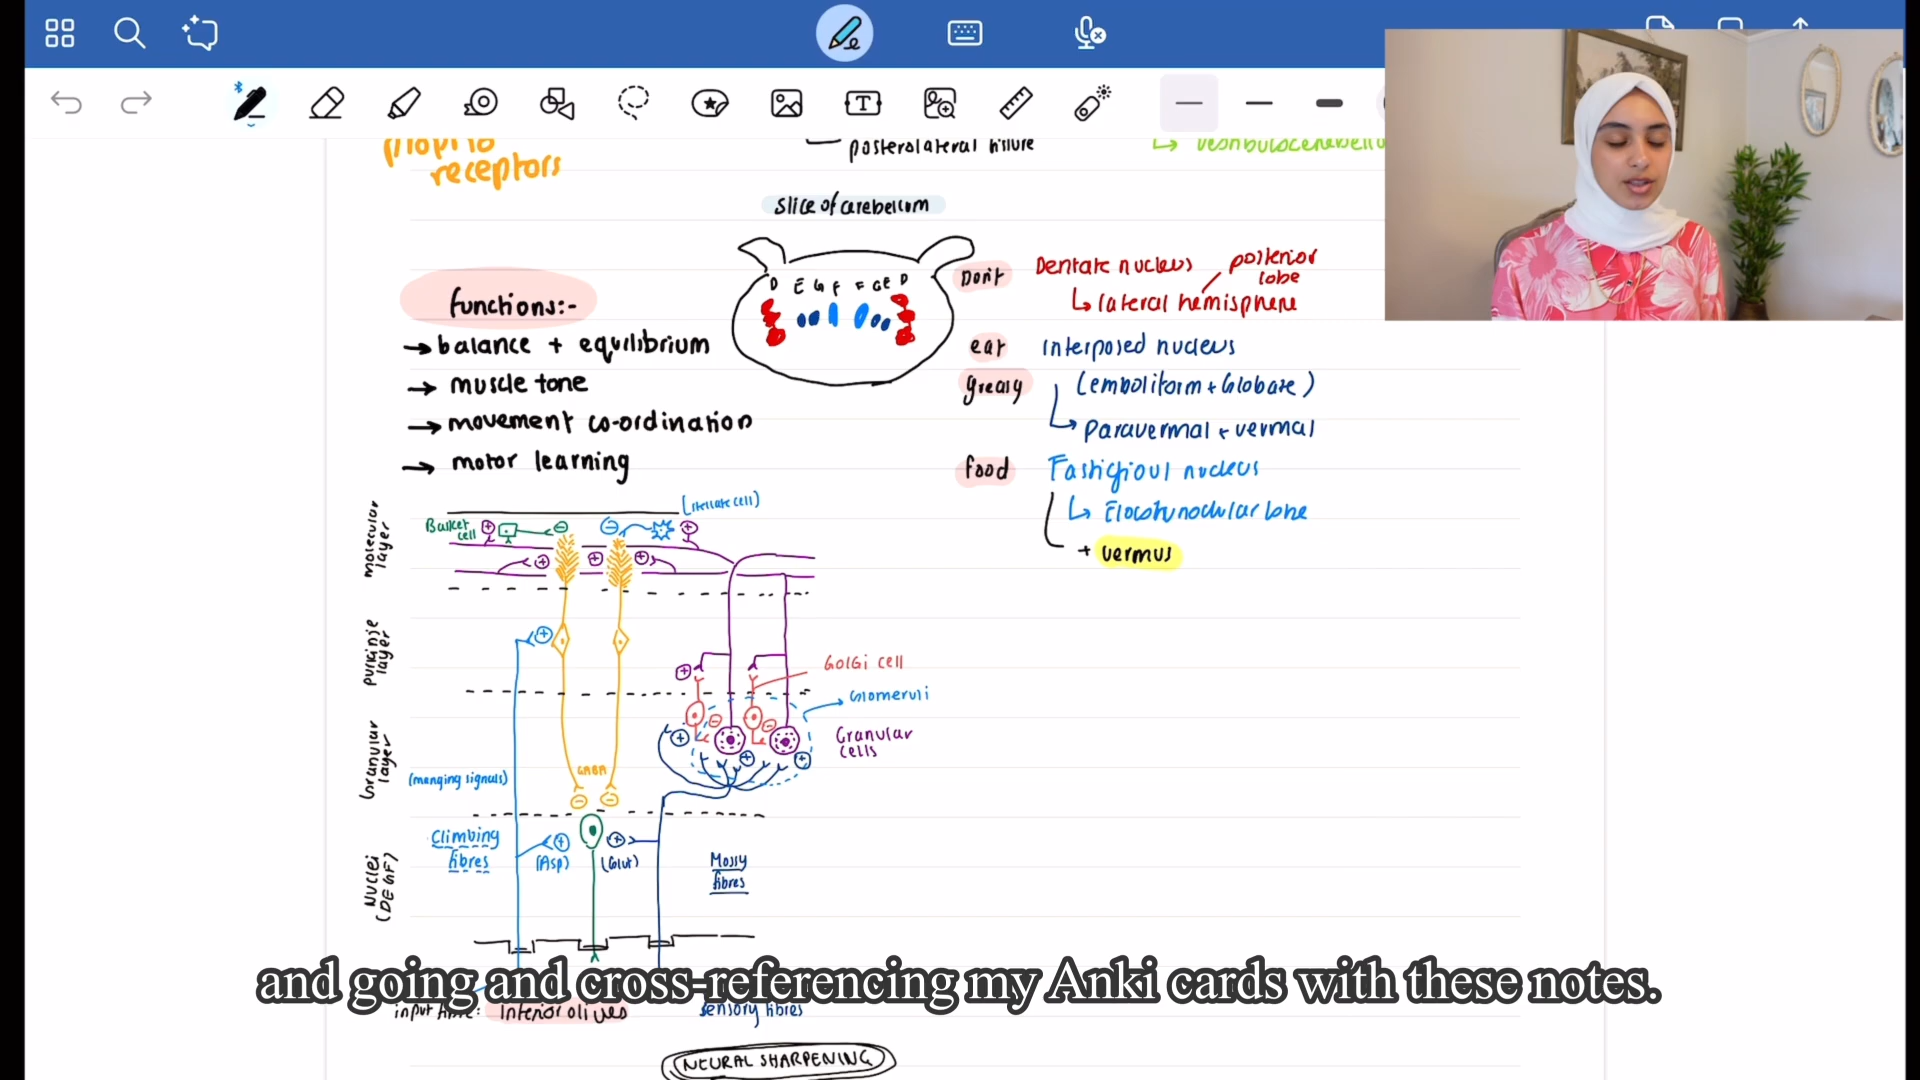 receptors
posterolateral fissure
slice of cerebellum
D E G F F G E D
functions:-
→ balance + equilibrium
→ muscle tone
→ movement co-ordination
→ motor learning
Don't
Dentate nucleus
posterior
lobe
↳ lateral hemisphere
eat
interposed nucleus
greasy
(emboliform + Globose)
paravermal + vermal
food
Fastigioul nucleus
↳ Flocculonodular lobe
+ vermus
molecular
layer
Basket
cell
(stellate cell)
purkinje
layer
Golgi cell
Glomeruli
Granular
layer
Granular
cells
(manging signals)
GABA
Nuclei
(DEGF)
Climbing
fibres
(Asp)
(Glut)
Mossy
fibres
and going and cross-referencing my Anki cards with these notes.
Inferior olives
sensory fibres
NEURAL SHARPENING
T